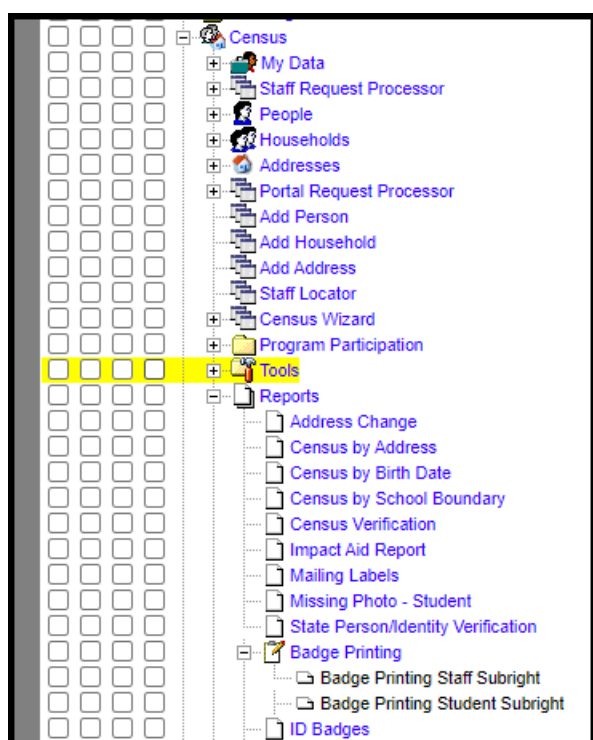 Census
My Data
Staff Request Processor
People
Households
Addresses
Portal Request Processor
Add Person
Add Household
Add Address
Staff Locator
Census Wizard
Program Participation
Tools
Reports
Address Change
Census by Address
Census by Birth Date
Census by School Boundary
Census Verification
Impact Aid Report
Mailing Labels
Missing Photo - Student
State Person/Identity Verification
Badge Printing
Badge Printing Staff Subright
Badge Printing Student Subright
ID Badges